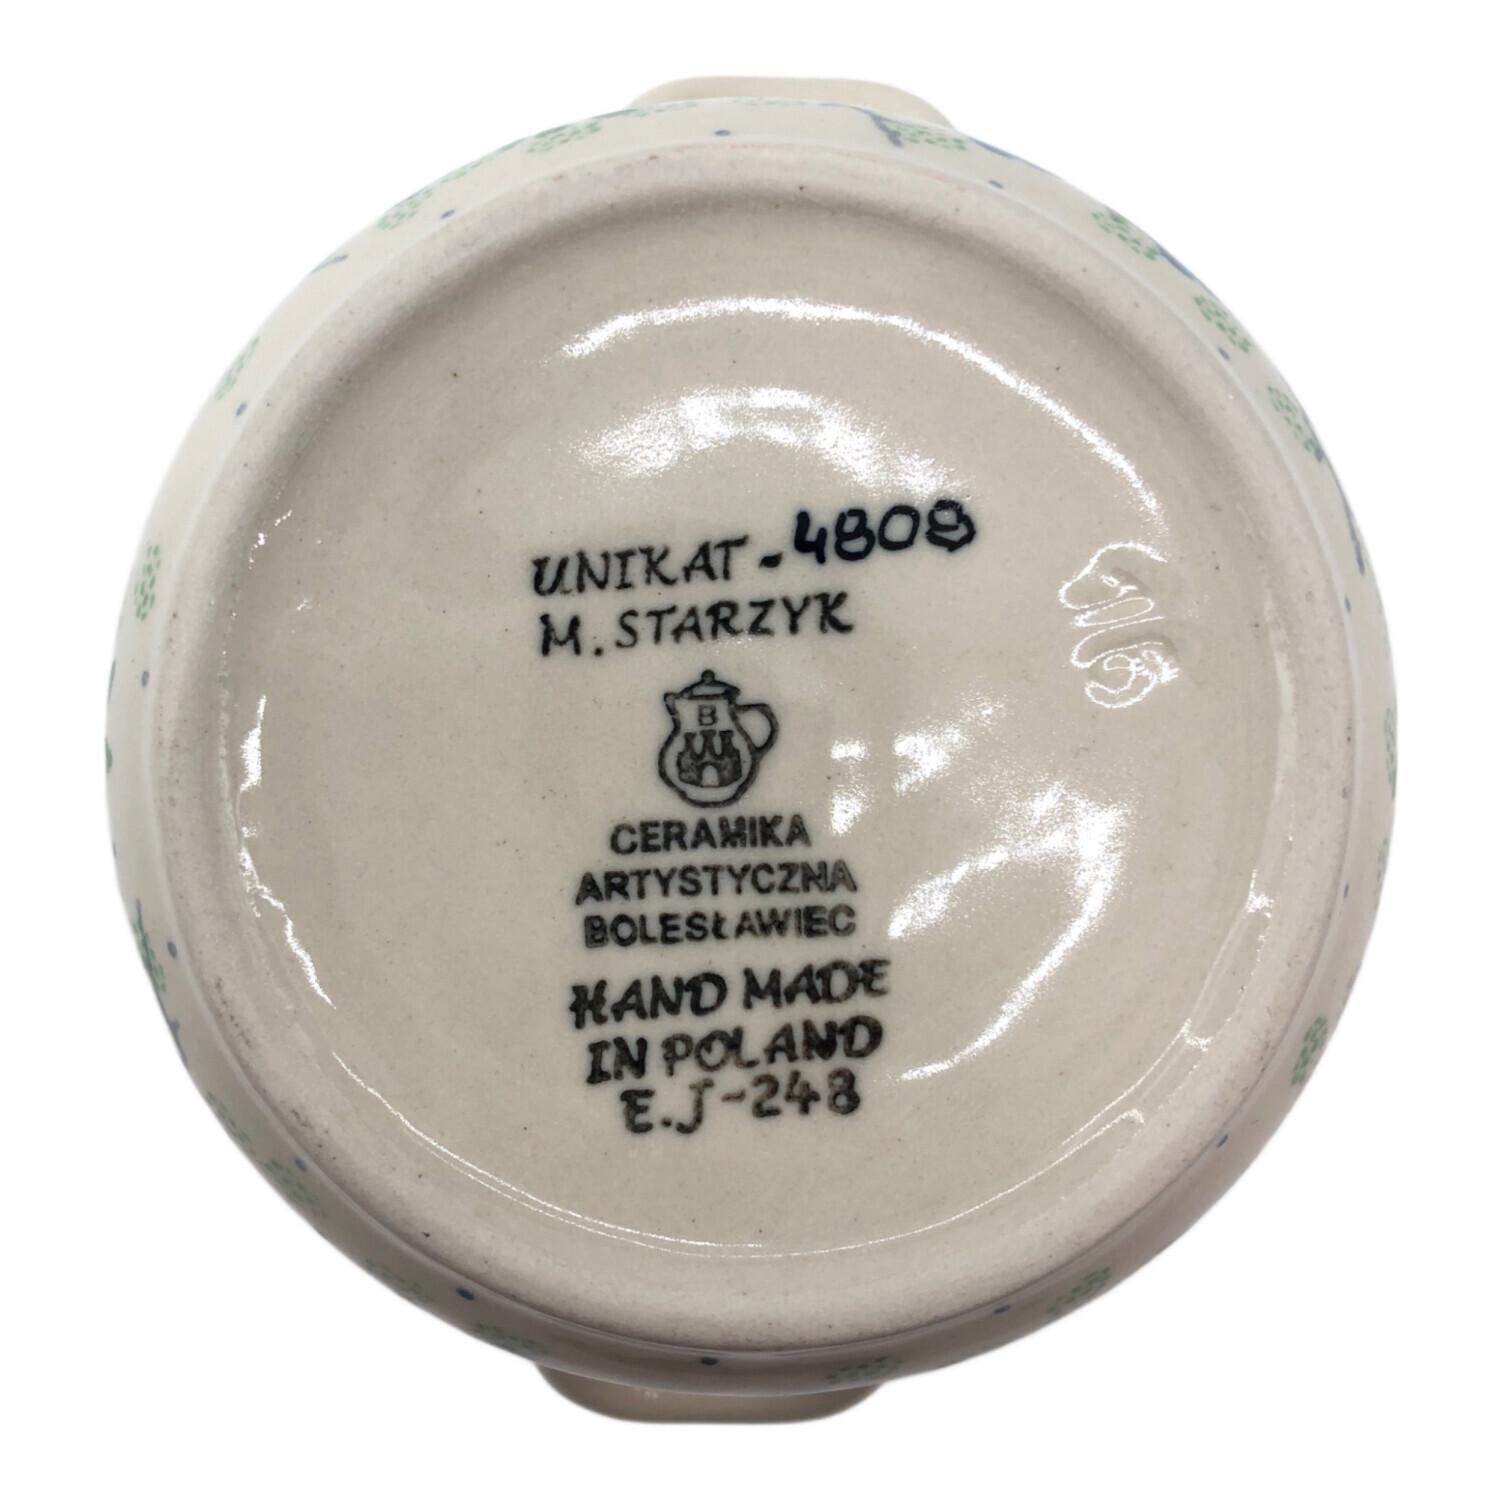 UNIKAT-4808
M. STARZYK
B
CERAMIKA
ARTYSTYCZNA
BOLESŁAWIEC
HAND MADE
IN POLAND
E.J-248